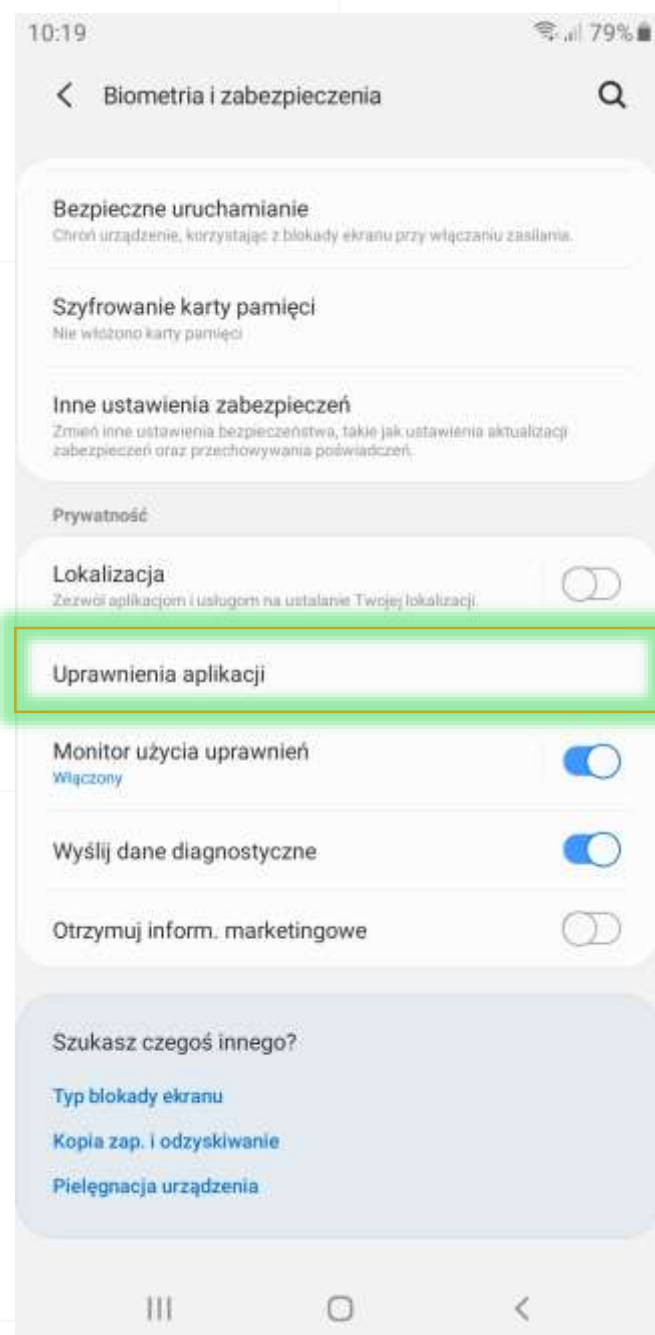 10:19
79%
Biometria i zabezpieczenia
Bezpieczne uruchamianie
Chroń urządzenie, korzystając z blokady ekranu przy włączaniu zasilania.
Szyfrowanie karty pamięci
Nie włożono karty pamięci
Inne ustawienia zabezpieczeń
Zmień inne ustawienia bezpieczeństwa, takie jak ustawienia aktualizacji
zabezpieczeń oraz przechowywania poświadczeń.
Prywatność
Lokalizacja
Zezwól aplikacjom i usługom na ustalanie Twojej lokalizacji.
Uprawnienia aplikacji
Monitor użycia uprawnień
Włączony
Wyślij dane diagnostyczne
Otrzymuj inform. marketingowe
Szukasz czegoś innego?
Typ blokady ekranu
Kopia zap. i odzyskiwanie
Pielęgnacja urządzenia